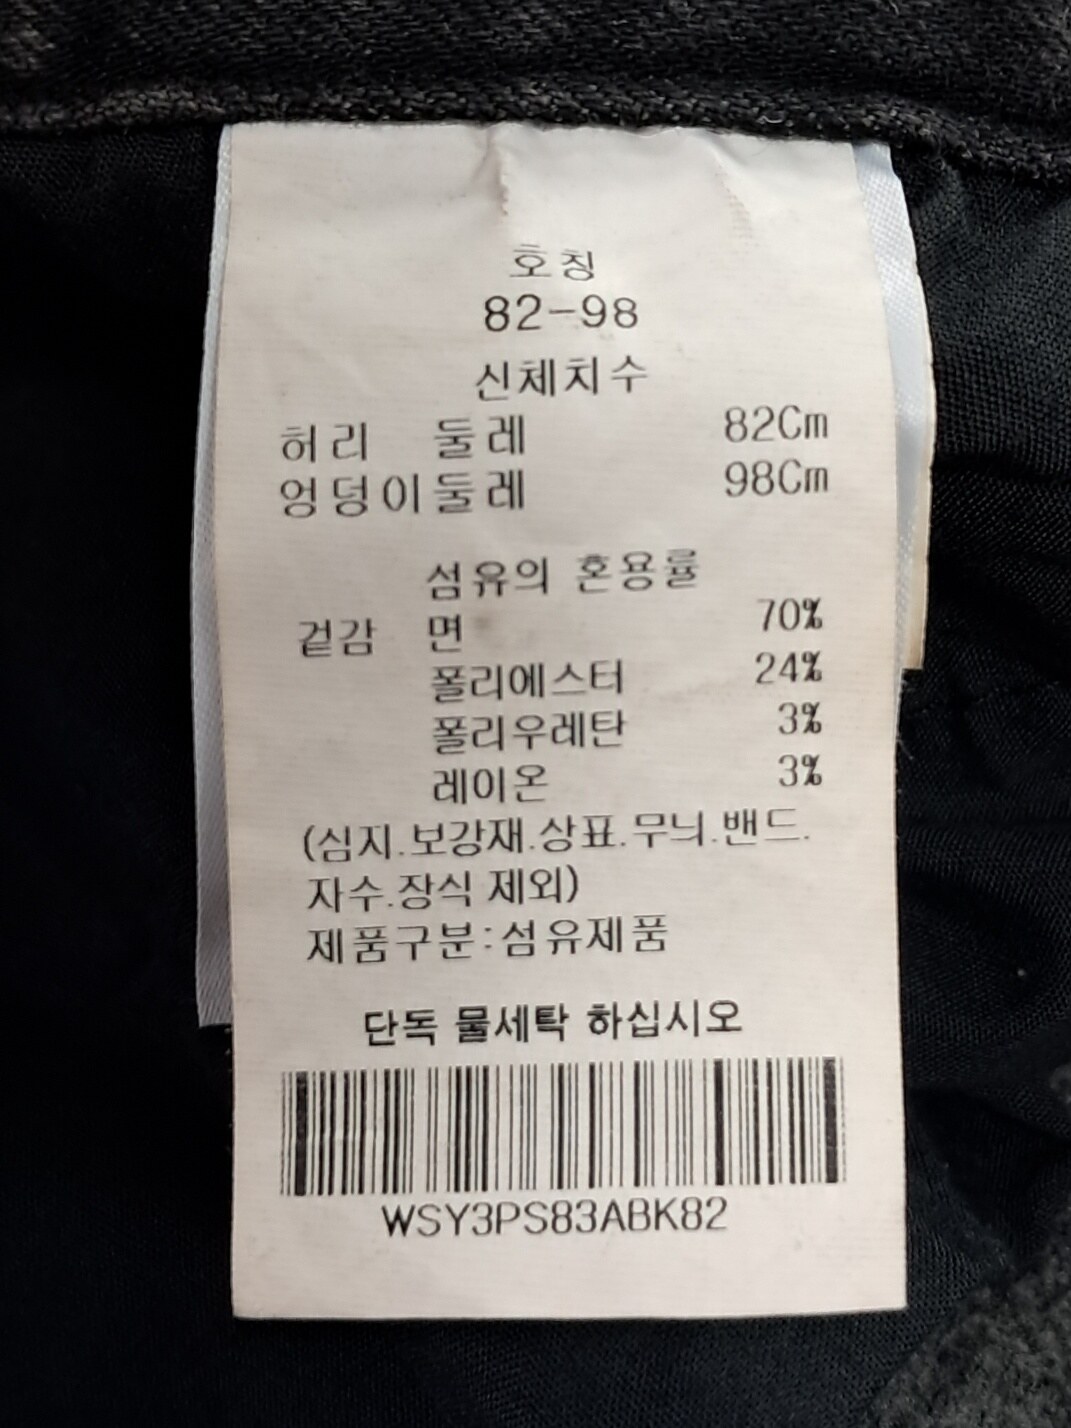 호칭
82-98
신체치수
허리 둘레 82Cm
엉덩이둘레 98Cm
섬유의 혼용률
겉감 면 70%
폴리에스터 24%
폴리우레탄 3%
레이온 3%
(심지.보강재.상표.무늬.밴드.
자수.장식 제외)
제품구분:섬유제품
단독 물세탁 하십시오
WSY3PS83ABK82